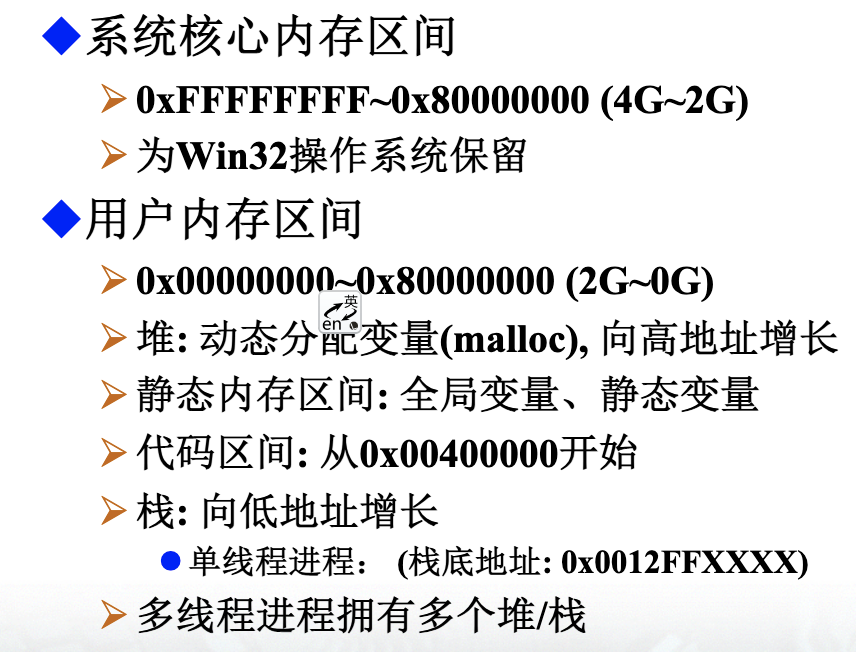 系统核心内存区间
0xFFFFFFFF~0x80000000 (4G~2G)
为Win32操作系统保留
用户内存区间
0x00000000~0x80000000 (2G~0G)
英
en
堆: 动态分配变量(malloc), 向高地址增长
静态内存区间: 全局变量、静态变量
代码区间: 从0x00400000开始
栈: 向低地址增长
单线程进程： (栈底地址: 0x0012FFXXXX)
多线程进程拥有多个堆/栈